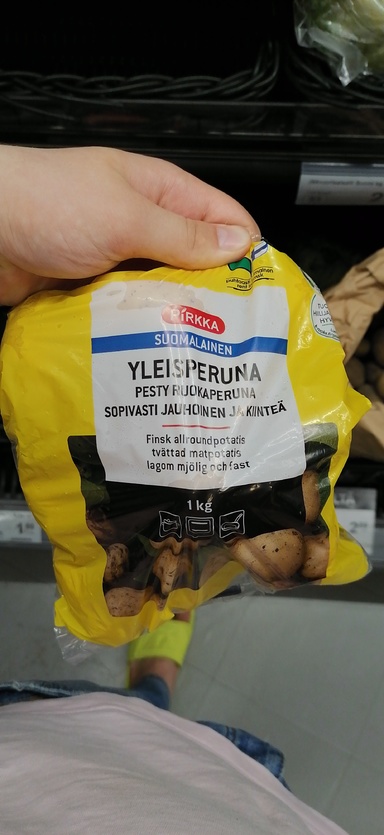 PIRKKA
SUOMALAINEN
YLEISPERUNA
PESTY RUOKAPERUNA
SOPIVASTI JAUHOINEN JA KIINTEÄ
Finsk allroundpotatis
tvättad matpotatis
lagom mjölig och fast
1 kg